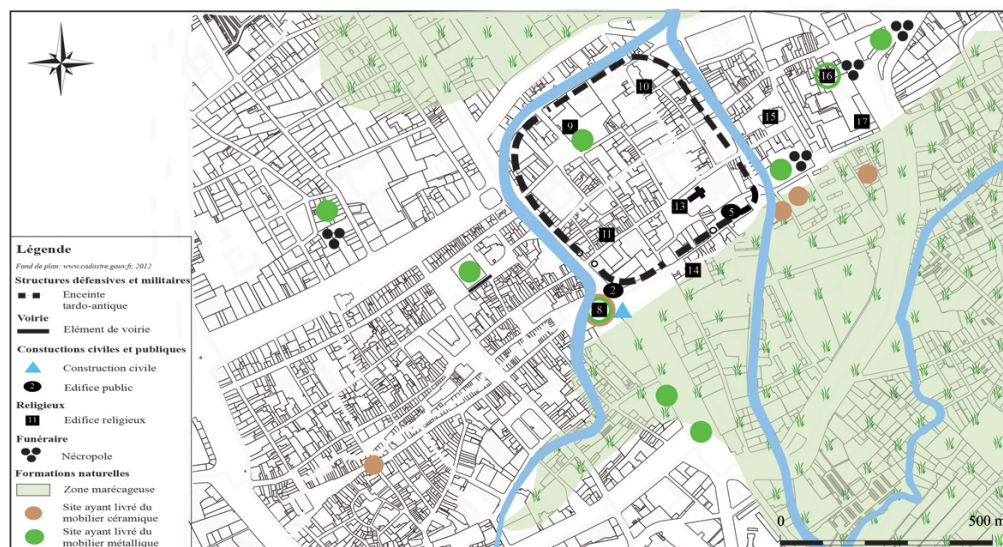 10
16
9
15
17
13
5
11
14
2
8
Légende
Fond de plan: www.cadastre.gouv.fr, 2012
Structures défensives et militaires
Enceinte
tardo-antique
Voirie
Elément de voirie
Constuctions civiles et publiques
Construction civile
2
Edifice public
Religieux
11
Edifice religieux
Funéraire
Nécropole
Formations naturelles
Zone marécageuse
Site ayant livré du
mobilier céramique
Site ayant livré du
mobilier métallique
0
500 m